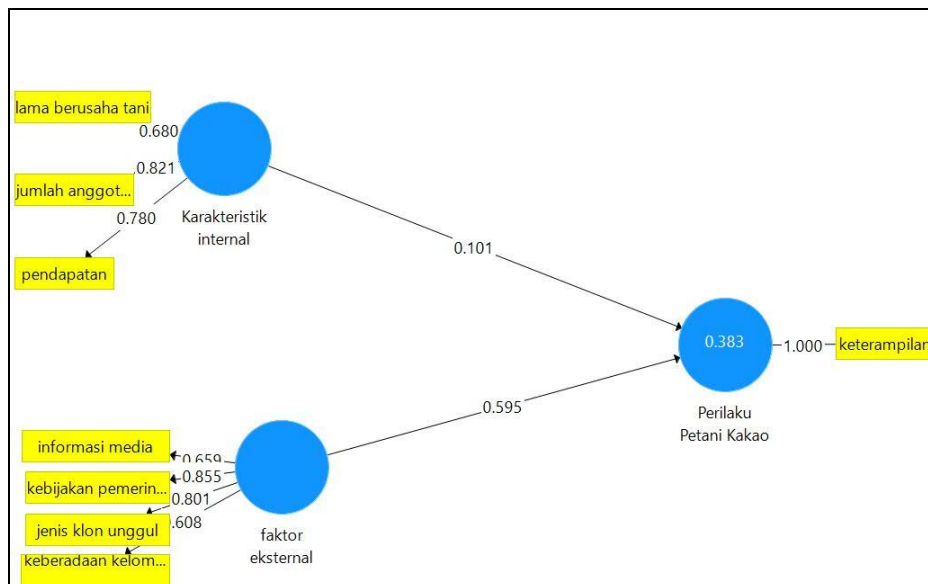 lama berusaha tani
0.680
0.821
jumlah anggot...
0.780
pendapatan
Karakteristik
internal
0.101
0.383
1.000
keterampilan
Perilaku
Petani Kakao
0.595
informasi media
0.659
kebijakan pemerin...
0.855
0.801
jenis klon unggul
0.608
keberadaan kelom...
faktor
eksternal